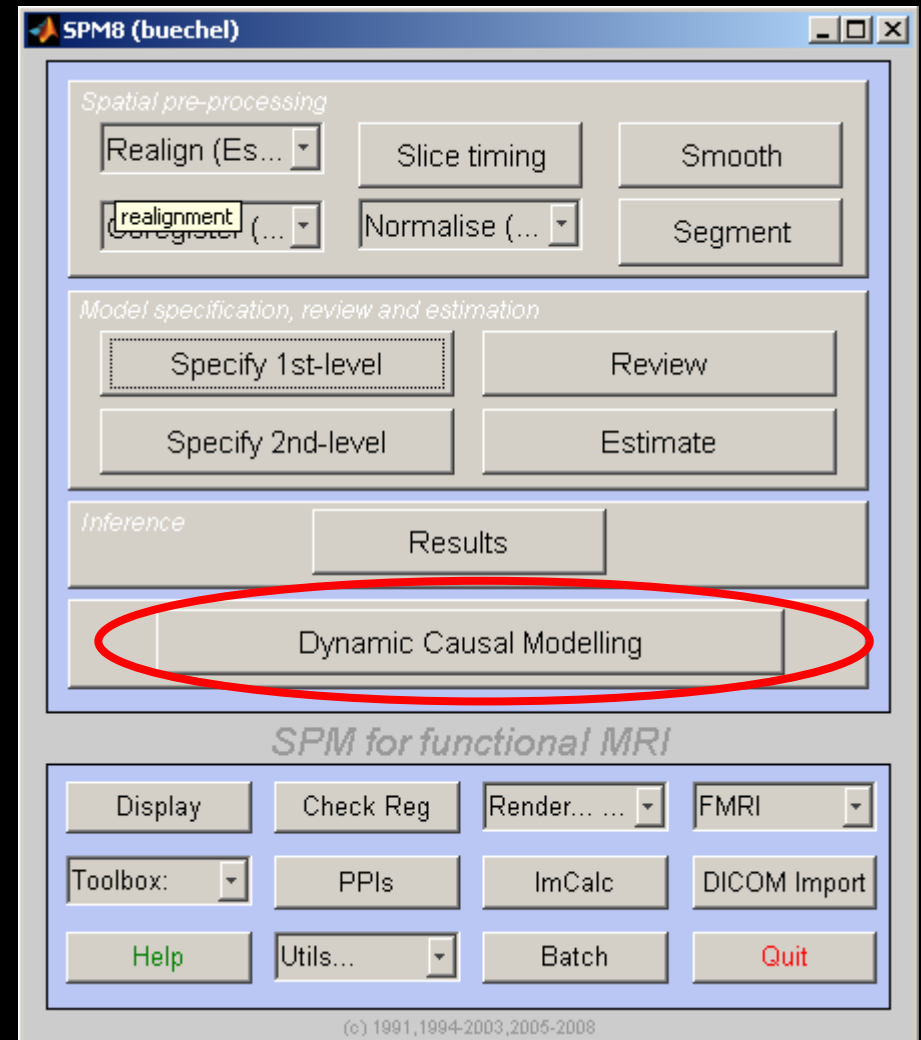 SPM8 (buechel)
Spatial pre-processing
Realign (Es... Slice timing Smooth
realignment
(... Normalise (... Segment
Model specification, review and estimation
Specify 1st-level Review
Specify 2nd-level Estimate
Inference
Results
Dynamic Causal Modelling
SPM for functional MRI
Display Check Reg Render... ... FMRI
Toolbox: PPIs ImCalc DICOM Import
Help Utils... Batch Quit
(c) 1991,1994-2003,2005-2008